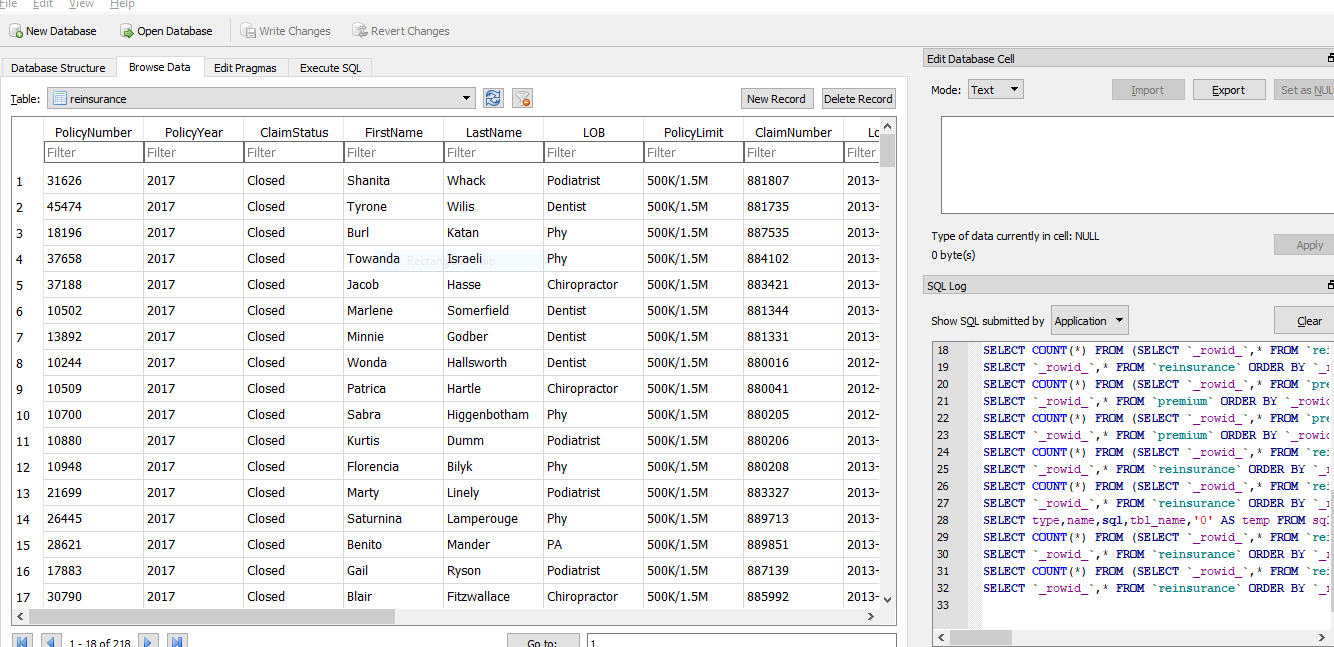 File Edit View Help
New Database Open Database Write Changes Revert Changes
Database Structure Browse Data Edit Pragmas Execute SQL
Table: reinsurance New Record Delete Record
PolicyNumber PolicyYear ClaimStatus FirstName LastName LOB PolicyLimit ClaimNumber Lo
Filter Filter Filter Filter Filter Filter Filter Filter Filter
1 31626 2017 Closed Shanita Whack Podiatrist 500K/1.5M 881807 2013-
2 45474 2017 Closed Tyrone Wilis Dentist 500K/1.5M 881735 2013-
3 18196 2017 Closed Burl Katan Phy 500K/1.5M 887535 2013-
4 37658 2017 Closed Towanda Israeli Phy 500K/1.5M 884102 2013-
5 37188 2017 Closed Jacob Hasse Chiropractor 500K/1.5M 883421 2013-
6 10502 2017 Closed Marlene Somerfield Dentist 500K/1.5M 881344 2013-
7 13892 2017 Closed Minnie Godber Dentist 500K/1.5M 881331 2013-
8 10244 2017 Closed Wonda Hallsworth Dentist 500K/1.5M 880016 2012-
9 10509 2017 Closed Patrica Hartle Chiropractor 500K/1.5M 880041 2012-
10 10700 2017 Closed Sabra Higgenbotham Phy 500K/1.5M 880205 2012-
11 10880 2017 Closed Kurtis Dumm Podiatrist 500K/1.5M 880206 2013-
12 10948 2017 Closed Florencia Bilyk Phy 500K/1.5M 880208 2013-
13 21699 2017 Closed Marty Linely Podiatrist 500K/1.5M 883327 2013-
14 26445 2017 Closed Saturnina Lamperouge Phy 500K/1.5M 889713 2013-
15 28621 2017 Closed Benito Mander PA 500K/1.5M 889851 2013-
16 17883 2017 Closed Gail Ryson Podiatrist 500K/1.5M 887139 2013-
17 30790 2017 Closed Blair Fitzwallace Chiropractor 500K/1.5M 885992 2013-
1 - 18 of 218 Go to: 1
Edit Database Cell
Mode: Text Import Export Set as NUL
Type of data currently in cell: NULL
0 byte(s)
Apply
SQL Log
Show SQL submitted by Application Clear
18 SELECT COUNT(*) FROM (SELECT `_rowid_`,* FROM `rei
19 SELECT `_rowid_`,* FROM `reinsurance` ORDER BY `_r
20 SELECT COUNT(*) FROM (SELECT `_rowid_`,* FROM `pre
21 SELECT `_rowid_`,* FROM `premium` ORDER BY `_rowid
22 SELECT COUNT(*) FROM (SELECT `_rowid_`,* FROM `pre
23 SELECT `_rowid_`,* FROM `premium` ORDER BY `_rowid
24 SELECT COUNT(*) FROM (SELECT `_rowid_`,* FROM `rei
25 SELECT `_rowid_`,* FROM `reinsurance` ORDER BY `_r
26 SELECT COUNT(*) FROM (SELECT `_rowid_`,* FROM `rei
27 SELECT `_rowid_`,* FROM `reinsurance` ORDER BY `_r
28 SELECT type,name,sql,tbl_name,'0' AS temp FROM sql
29 SELECT COUNT(*) FROM (SELECT `_rowid_`,* FROM `rei
30 SELECT `_rowid_`,* FROM `reinsurance` ORDER BY `_r
31 SELECT COUNT(*) FROM (SELECT `_rowid_`,* FROM `rei
32 SELECT `_rowid_`,* FROM `reinsurance` ORDER BY `_r
33